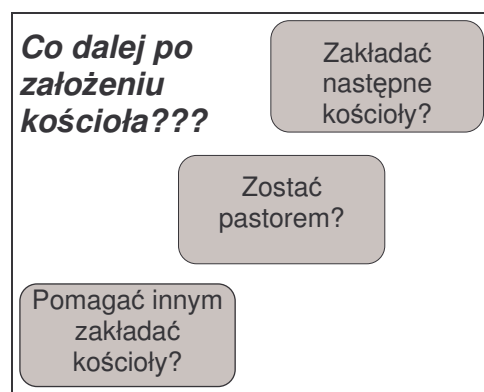 Co dalej po
założeniu
kościoła???
Zakładać
następne
kościoły?
Zostać
pastorem?
Pomagać innym
zakładać
kościoły?